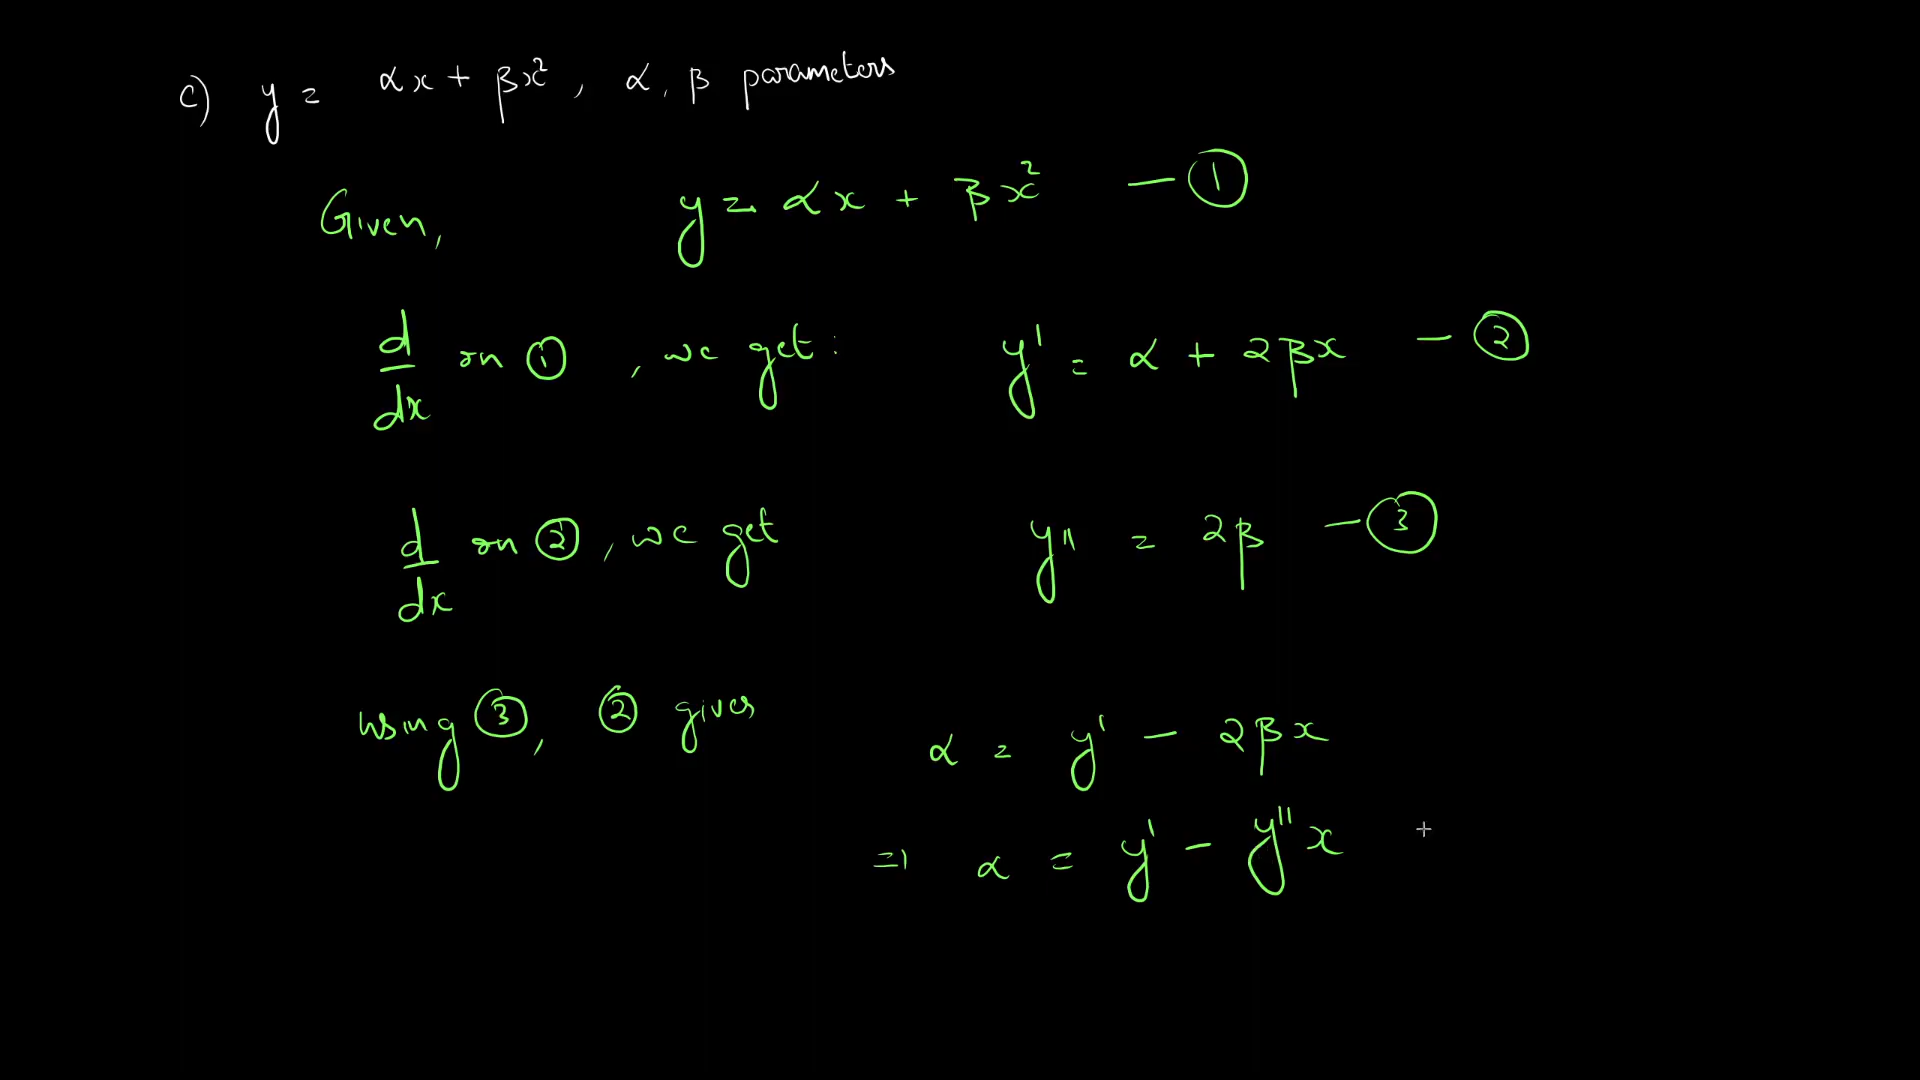 c) y = αx + βx², α, β parameters
Given, y = αx + βx² — ①
d/dx on ①, we get: y' = α + 2βx — ②
d/dx on ②, we get y'' = 2β — ③
using ③, ② gives α = y' - 2βx
⇒ α = y' - y''x